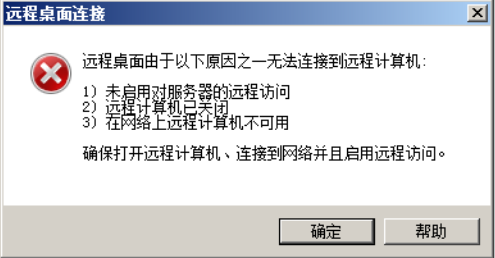 远程桌面连接
远程桌面由于以下原因之一无法连接到远程计算机:
1) 未启用对服务器的远程访问
2) 远程计算机已关闭
3) 在网络上远程计算机不可用
确保打开远程计算机、连接到网络并且启用远程访问。
确定
帮助